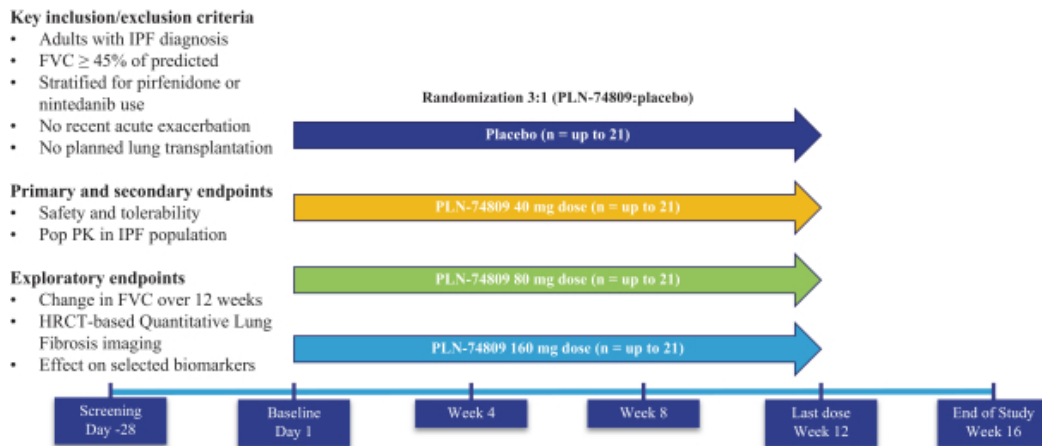 Key inclusion/exclusion criteria
• Adults with IPF diagnosis
• FVC ≥ 45% of predicted
• Stratified for pirfenidone or
nintedanib use
• No recent acute exacerbation
• No planned lung transplantation
Primary and secondary endpoints
• Safety and tolerability
• Pop PK in IPF population
Exploratory endpoints
• Change in FVC over 12 weeks
• HRCT-based Quantitative Lung
Fibrosis imaging
• Effect on selected biomarkers
Randomization 3:1 (PLN-74809:placebo)
Placebo (n = up to 21)
PLN-74809 40 mg dose (n = up to 21)
PLN-74809 80 mg dose (n = up to 21)
PLN-74809 160 mg dose (n = up to 21)
Screening
Day -28
Baseline
Day 1
Week 4
Week 8
Last dose
Week 12
End of Study
Week 16